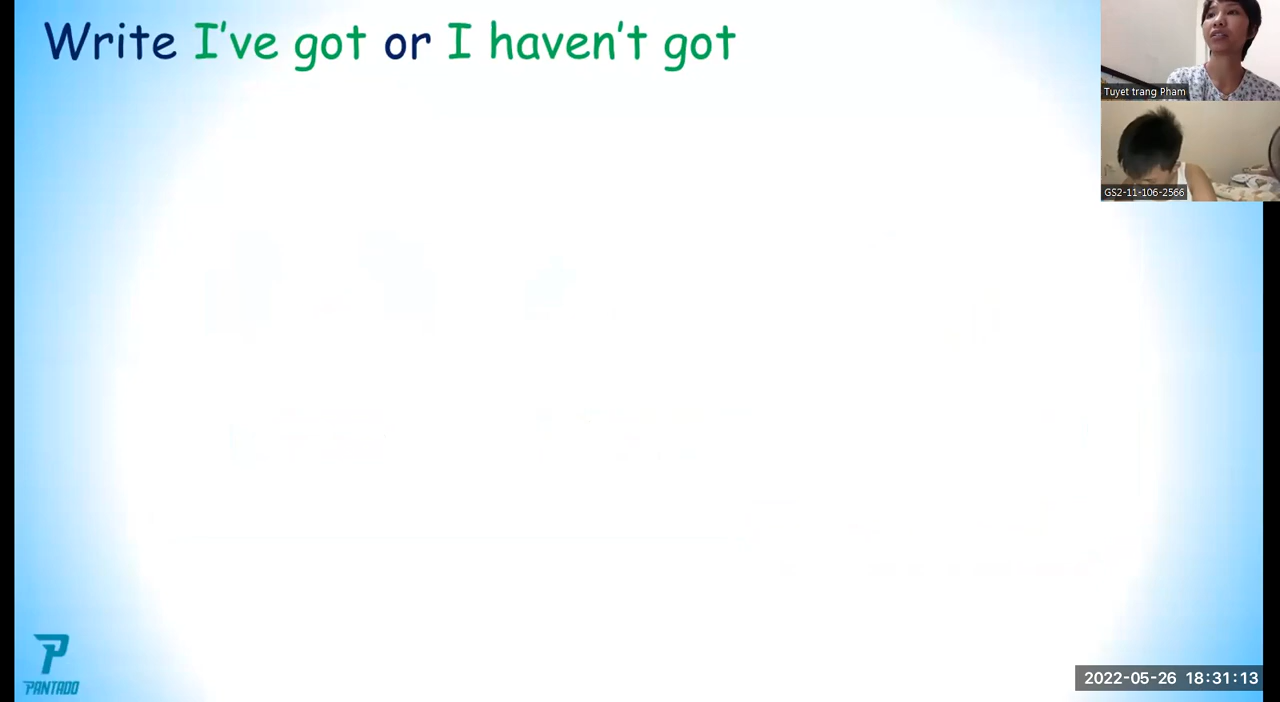 Write I've got or I haven't got
Tuyet trang Pham
GS2-11-106-2566
PANTADO
2022-05-26 18:31:13